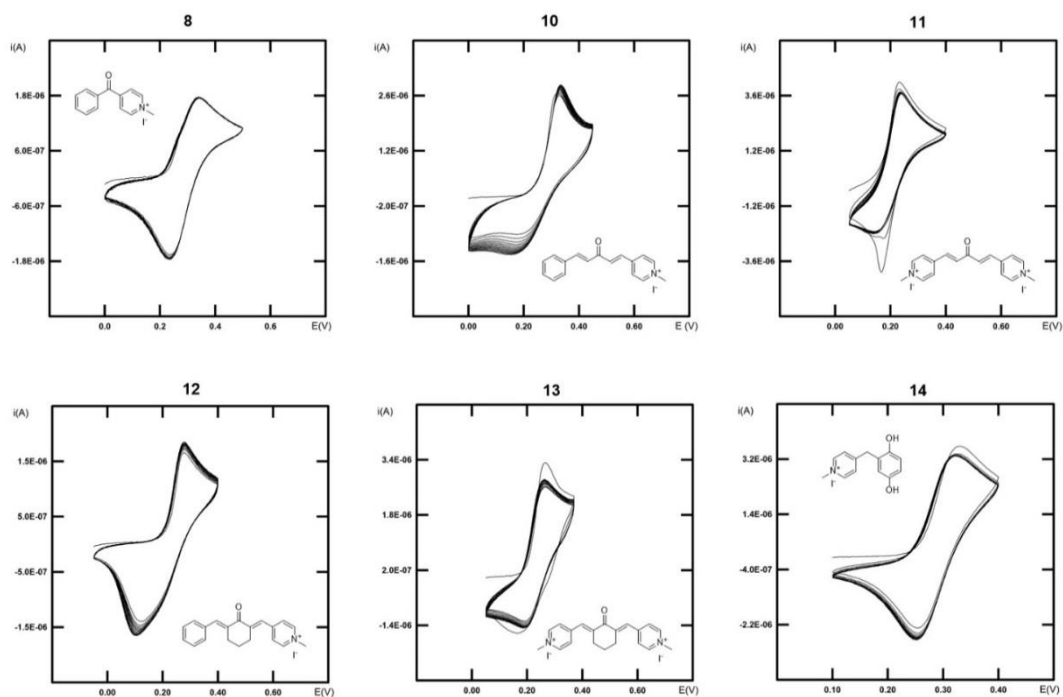 8
i(A)
O
N+
I-
1.8E-06
6.0E-07
-6.0E-07
-1.8E-06
0.0 0.2 0.4 0.6 E(V)
10
i(A)
2.6E-06
1.2E-06
-2.0E-07
-1.6E-06
O
N+
I-
0.00 0.20 0.40 0.60 E(V)
11
i(A)
3.6E-06
1.2E-06
-1.2E-06
-3.6E-06
O
N+ N+
I- I-
0.00 0.20 0.40 0.60 E(V)
12
i(A)
1.5E-06
5.0E-07
-5.0E-07
-1.5E-06
O
N+
I-
0.00 0.20 0.40 0.60 E(V)
13
i(A)
3.4E-06
1.8E-06
2.0E-07
-1.4E-06
O
N+ N+
I- I-
0.00 0.20 0.40 0.60 E(V)
14
i(A)
OH
N+
I-
OH
3.2E-06
1.4E-06
-4.0E-07
-2.2E-06
0.10 0.20 0.30 0.40 E(V)